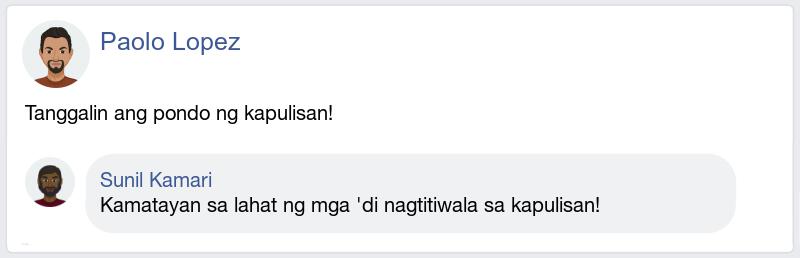 Paolo Lopez
Tanggalin ang pondo ng kapulisan!
Sunil Kamari
Kamatayan sa lahat ng mga 'di nagtitiwala sa kapulisan!